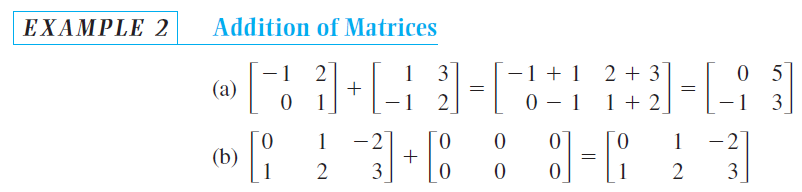 EXAMPLE 2 Addition of Matrices
(a) [-1 2; 0 1] + [1 3; -1 2] = [-1 + 1 2 + 3; 0 - 1 1 + 2] = [0 5; -1 3]
(b) [0 1 -2; 1 2 3] + [0 0 0; 0 0 0] = [0 1 -2; 1 2 3]